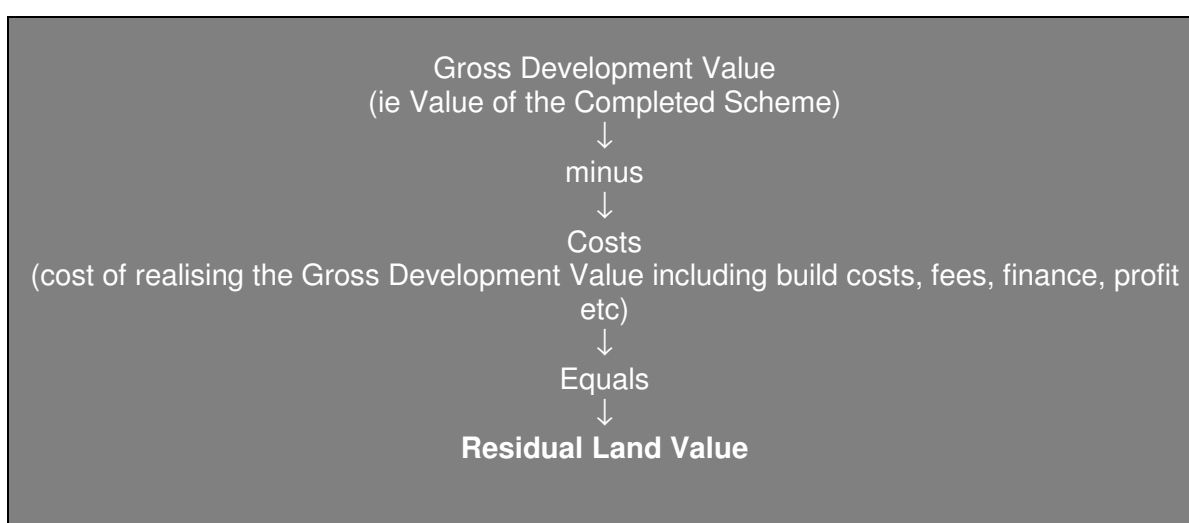 Gross Development Value
(ie Value of the Completed Scheme)
↓
minus
↓
Costs
(cost of realising the Gross Development Value including build costs, fees, finance, profit
etc)
↓
Equals
↓
Residual Land Value